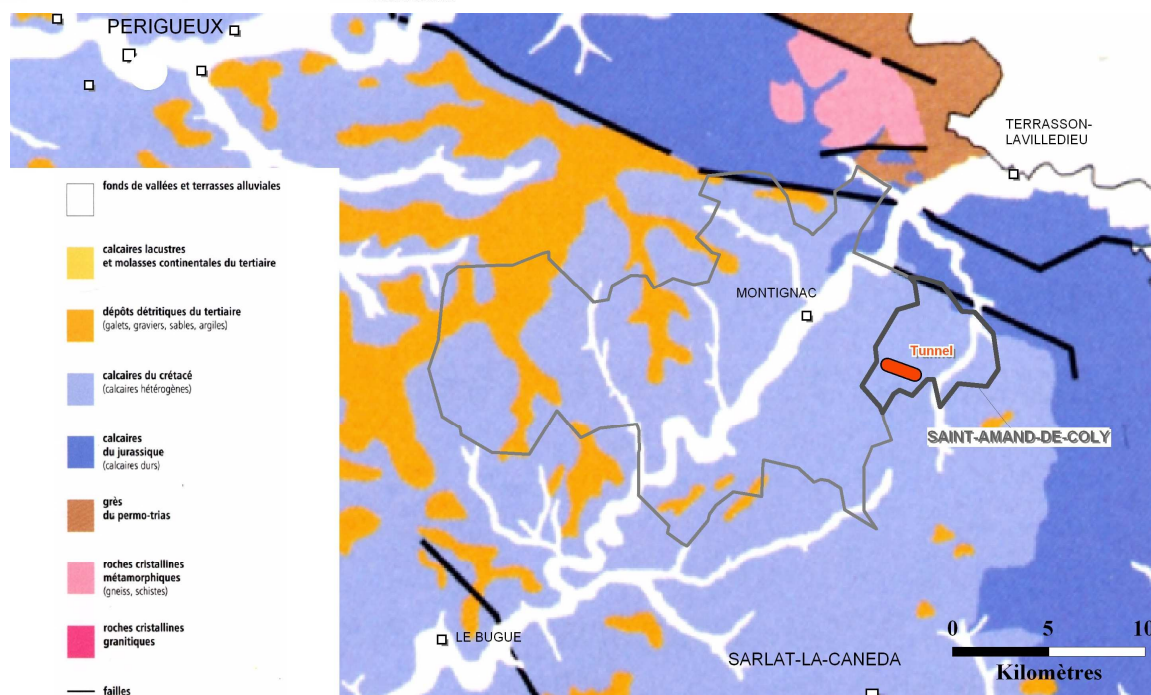 PERIGUEUX
TERRASSON-
LAVILLEDIEU
fonds de vallées et terrasses alluviales
calcaires lacustres
et molasses continentales du tertiaire
dépôts détritiques du tertiaire
(galets, graviers, sables, argiles)
calcaires du crétacé
(calcaires hétérogènes)
calcaires
du jurassique
(calcaires durs)
grès
du permo-trias
roches cristallines
métamorphiques
(gneiss, schistes)
roches cristallines
granitiques
failles
MONTIGNAC
Tunnel
SAINT-AMAND-DE-COLY
LE BUGUE
SARLAT-LA-CANEDA
0 5 10
Kilomètres